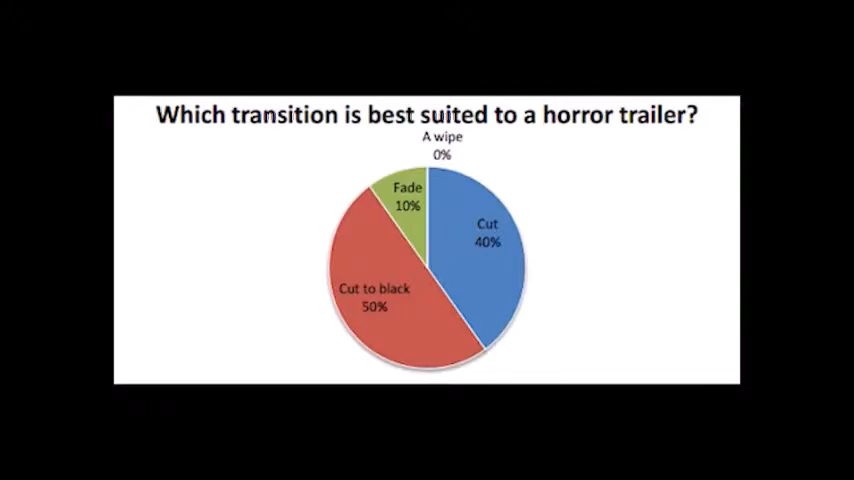 Which transition is best suited to a horror trailer?
A wipe
0%
Fade
10%
Cut
40%
Cut to black
50%